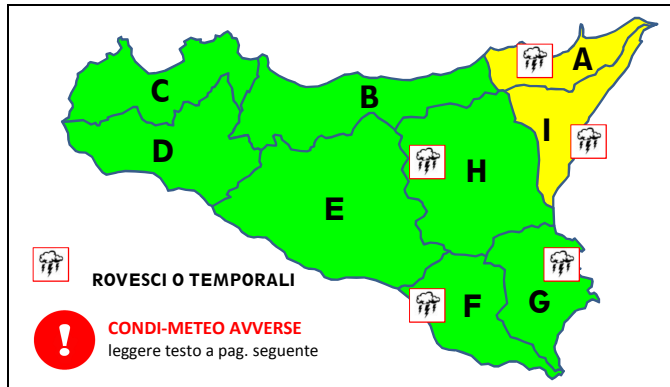 A
C
B
I
D
H
E
F
G
ROVESCI O TEMPORALI
CONDI-METEO AVVERSE
leggere testo a pag. seguente